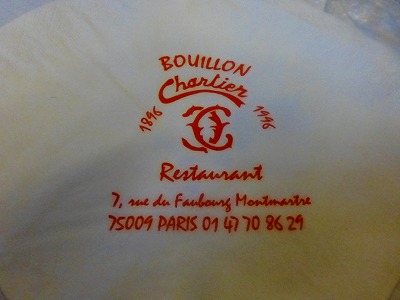 BOUILLON
Chartier
1896 1996
Restaurant
7, rue du Faubourg Montmartre
75009 PARIS 01 47 70 86 29